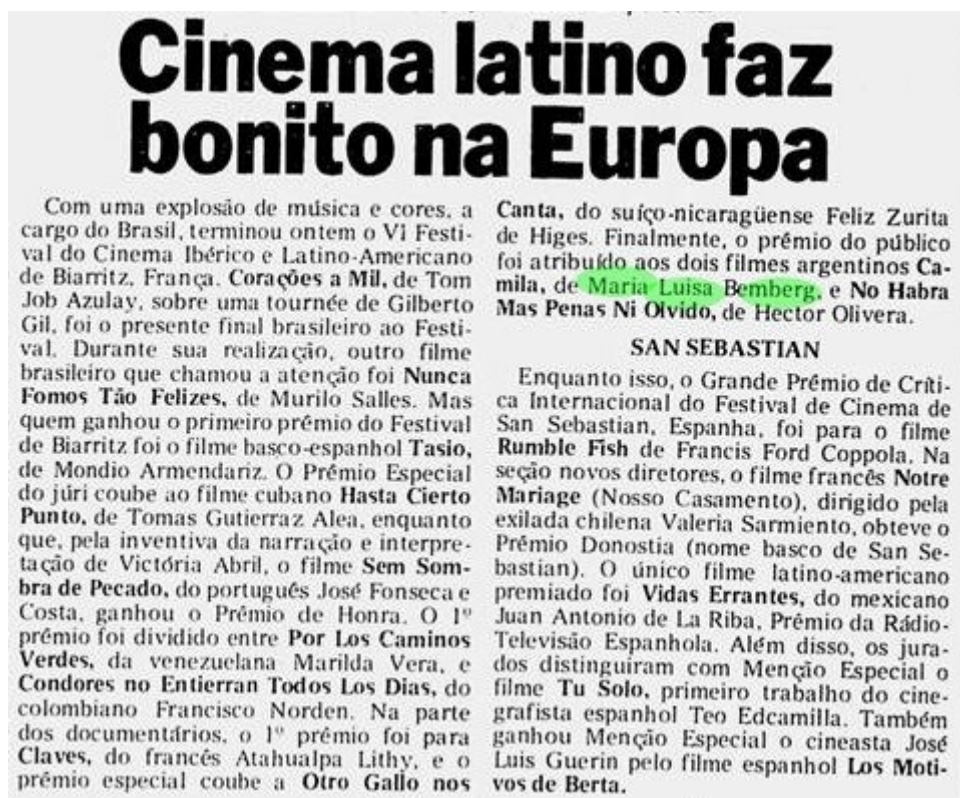 Cinema latino faz
bonito na Europa
Com uma explosão de música e cores, a
cargo do Brasil, terminou ontem o VI Festi-
val do Cinema Ibérico e Latino-Americano
de Biarritz, França. Corações a Mil, de Tom
Job Azulay, sobre uma tournée de Gilberto
Gil, foi o presente final brasileiro ao Festi-
val. Durante sua realização, outro filme
brasileiro que chamou a atenção foi Nunca
Fomos Tão Felizes, de Murilo Salles. Mas
quem ganhou o primeiro prêmio do Festival
de Biarritz foi o filme basco-espanhol Tasio,
de Mondio Armendariz. O Prêmio Especial
do júri coube ao filme cubano Hasta Cierto
Punto, de Tomas Gutierraz Alea, enquanto
que, pela inventiva da narração e interpre-
tação de Victória Abril, o filme Sem Som-
bra de Pecado, do português José Fonseca e
Costa, ganhou o Prêmio de Honra. O 1º
prêmio foi dividido entre Por Los Caminos
Verdes, da venezuelana Marilda Vera, e
Condores no Entierran Todos Los Dias, do
colombiano Francisco Norden. Na parte
dos documentários, o 1º prêmio foi para
Claves, do francês Atahualpa Lithy, e o
prêmio especial coube a Otro Gallo nos
Canta, do suíço-nicaragüense Feliz Zurita
de Higes. Finalmente, o prêmio do público
foi atribuído aos dois filmes argentinos Ca-
mila, de Maria Luisa Bemberg, e No Habra
Mas Penas Ni Olvido, de Hector Olivera.
SAN SEBASTIAN
Enquanto isso, o Grande Prêmio de Críti-
ca Internacional do Festival de Cinema de
San Sebastian, Espanha, foi para o filme
Rumble Fish de Francis Ford Coppola. Na
seção novos diretores, o filme francês Notre
Mariage (Nosso Casamento), dirigido pela
exilada chilena Valeria Sarmiento, obteve o
Prêmio Donostia (nome basco de San Se-
bastian). O único filme latino-americano
premiado foi Vidas Errantes, do mexicano
Juan Antonio de La Riba, Prêmio da Rádio-
Televisão Espanhola. Além disso, os jura-
dos distinguiram com Menção Especial o
filme Tu Solo, primeiro trabalho do cine-
grafista espanhol Teo Edcamilla. Também
ganhou Menção Especial o cineasta José
Luis Guerin pelo filme espanhol Los Moti-
vos de Berta.